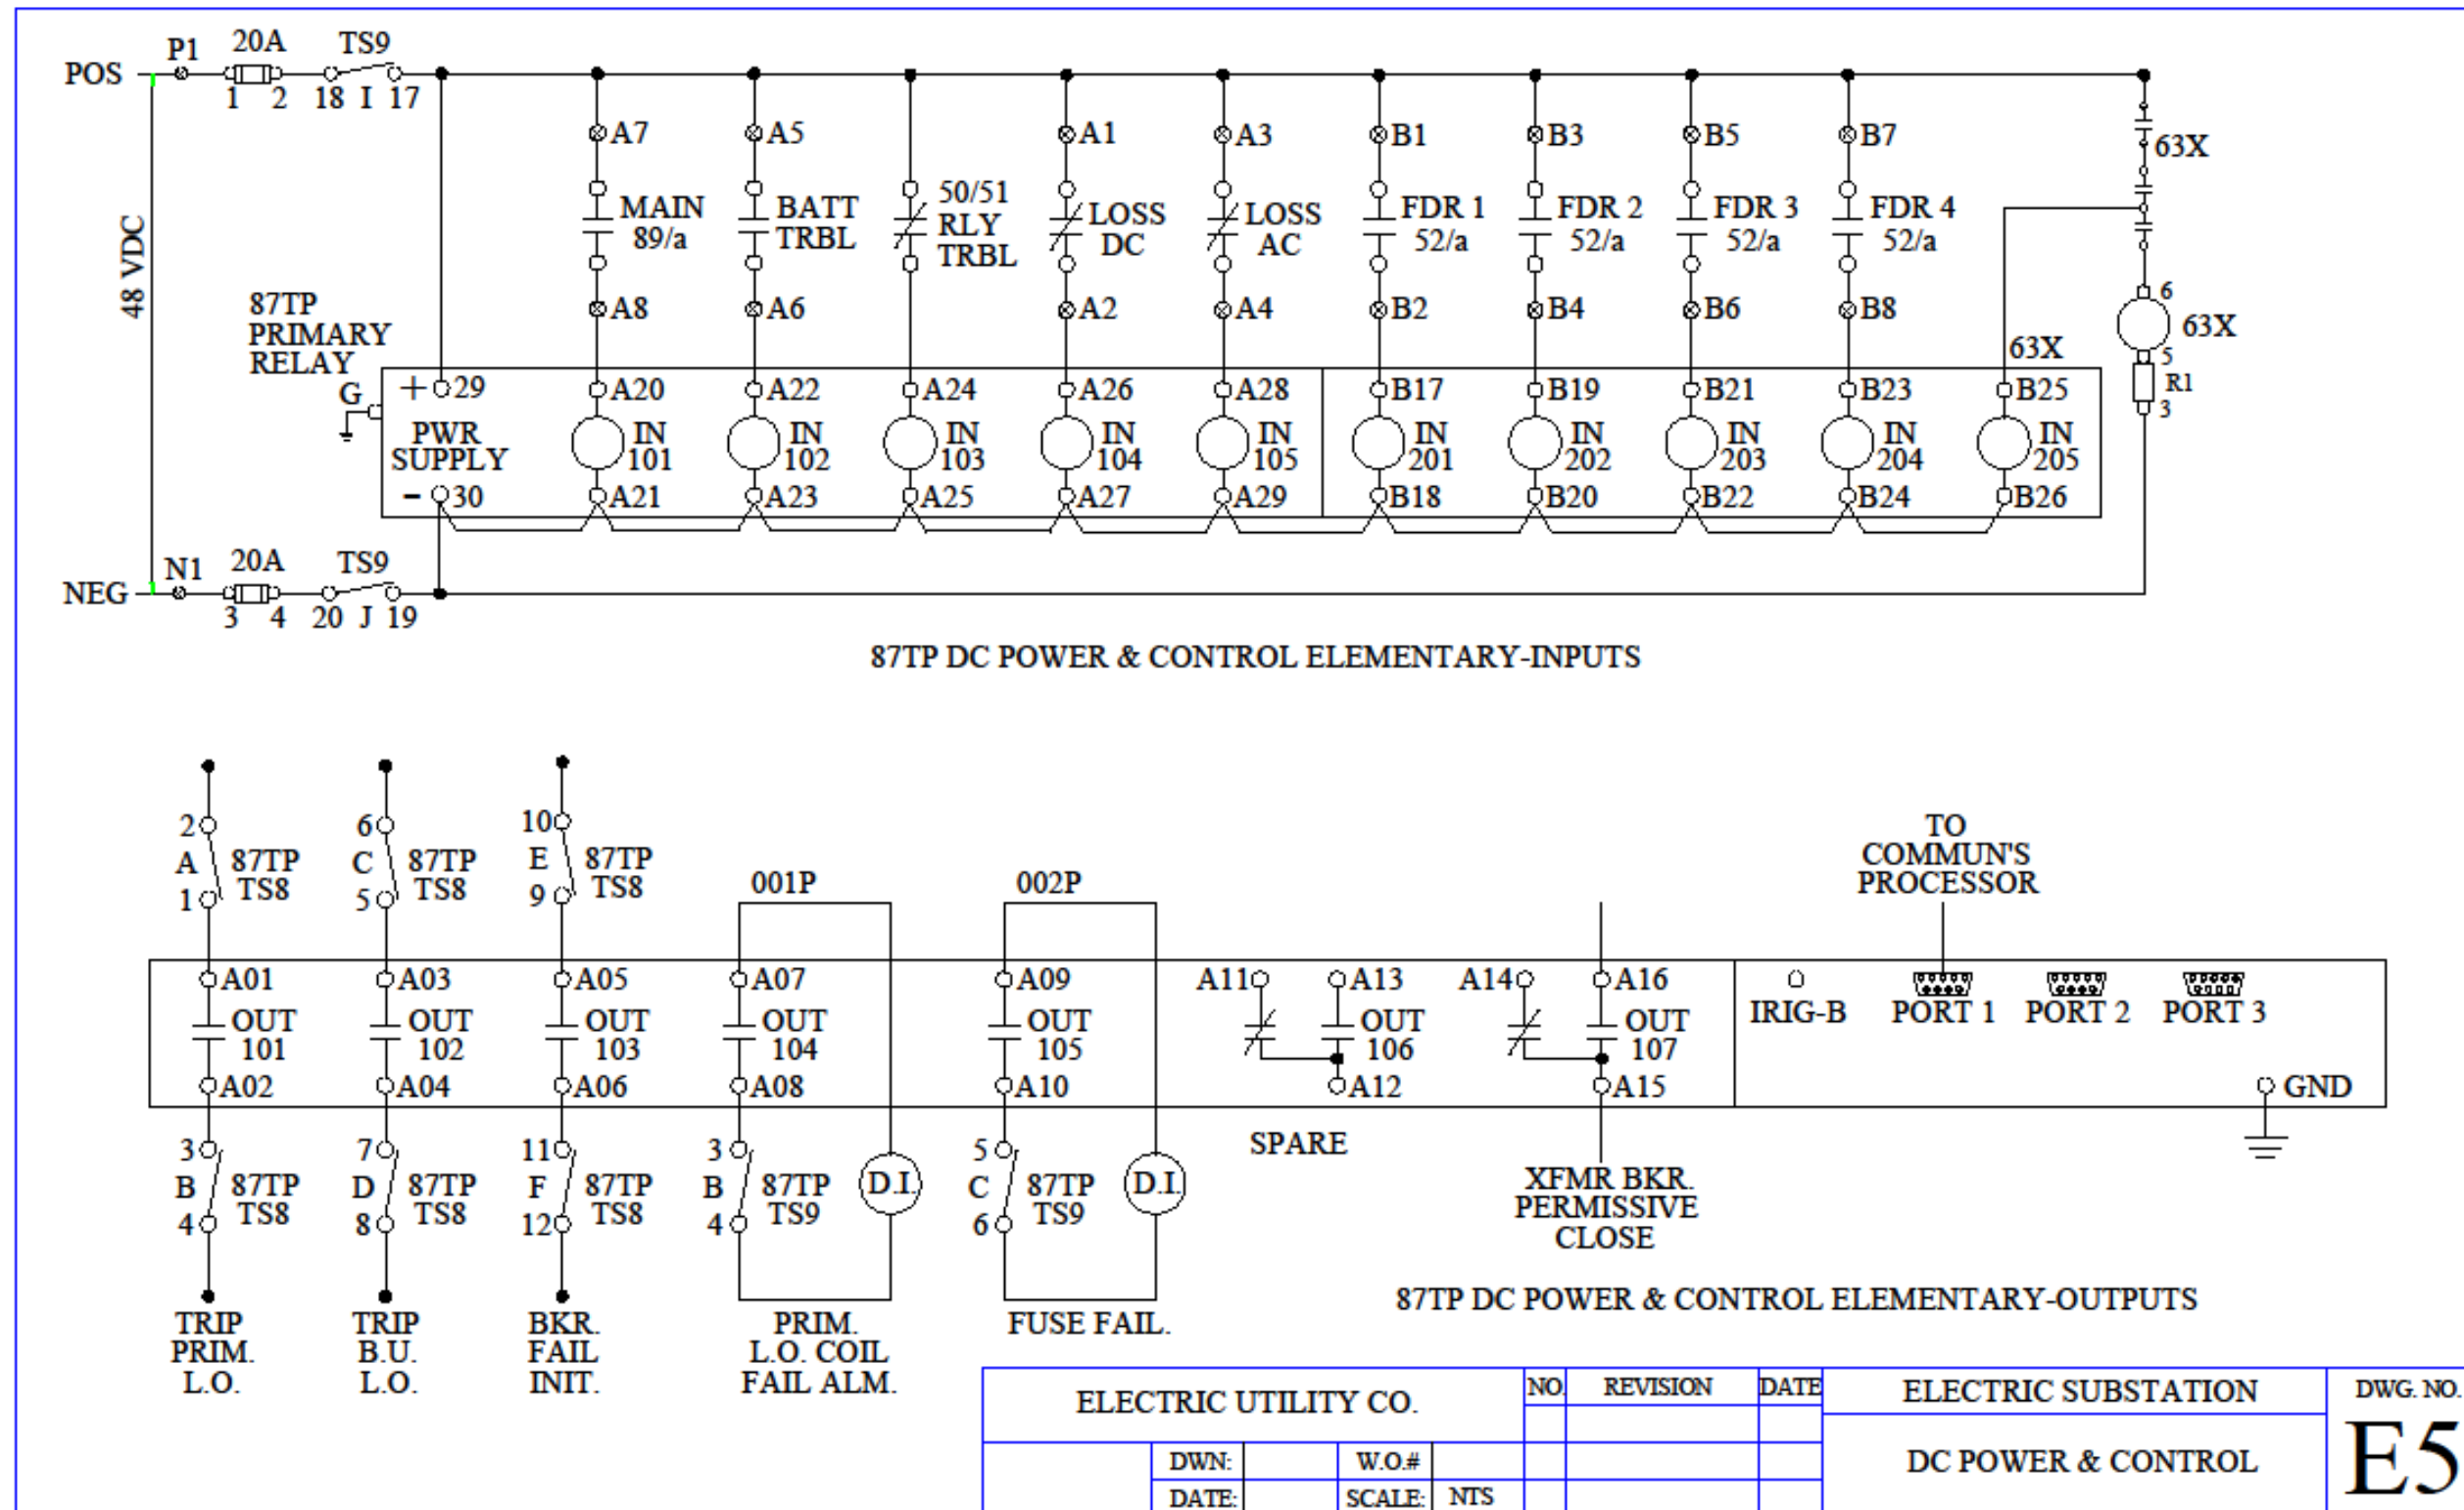 P1 20A TS9
POS
1 2 18 I 17
A7 A5 A1 A3 B1 B3 B5 B7
63X
MAIN 89/a
BATT TRBL
50/51 RLY TRBL
LOSS DC
LOSS AC
FDR 1 52/a
FDR 2 52/a
FDR 3 52/a
FDR 4 52/a
48 VDC
A8 A6 A2 A4 B2 B4 B6 B8
6
63X
5
R1
3
87TP
PRIMARY
RELAY
63X
G
+ 29 A20 A22 A24 A26 A28 B17 B19 B21 B23 B25
PWR IN IN IN IN IN IN IN IN IN IN
SUPPLY 101 102 103 104 105 201 202 203 204 205
- 30 A21 A23 A25 A27 A29 B18 B20 B22 B24 B26
N1 20A TS9
NEG
3 4 20 J 19
87TP DC POWER & CONTROL ELEMENTARY-INPUTS
2 6 10
A 87TP C 87TP E 87TP
TS8 TS8 TS8
1 5 9
001P 002P
TO
COMMUN'S
PROCESSOR
A01 A03 A05 A07 A09 A11 A13 A14 A16
OUT OUT OUT OUT OUT OUT OUT
101 102 103 104 105 106 107
A02 A04 A06 A08 A10 A12 A15
IRIG-B PORT 1 PORT 2 PORT 3
GND
SPARE
3 7 11 3 5
B 87TP D 87TP F 87TP B 87TP D.I. C 87TP D.I.
TS8 TS8 TS8 TS9 TS9
4 8 12 4 6
XFMR BKR.
PERMISSIVE
CLOSE
TRIP
PRIM.
L.O.
TRIP
B.U.
L.O.
BKR.
FAIL
INIT.
PRIM.
L.O. COIL
FAIL ALM.
FUSE FAIL.
87TP DC POWER & CONTROL ELEMENTARY-OUTPUTS
ELECTRIC UTILITY CO.
NO. REVISION DATE
ELECTRIC SUBSTATION
DWG. NO.
E5
DWN: W.O.#
DC POWER & CONTROL
DATE: SCALE: NTS